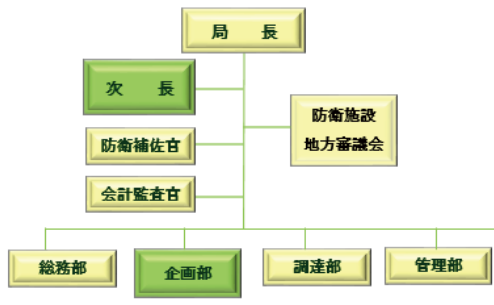 局　長
次　長
防衛施設
地方審議会
防衛補佐官
会計監査官
総務部
企画部
調達部
管理部